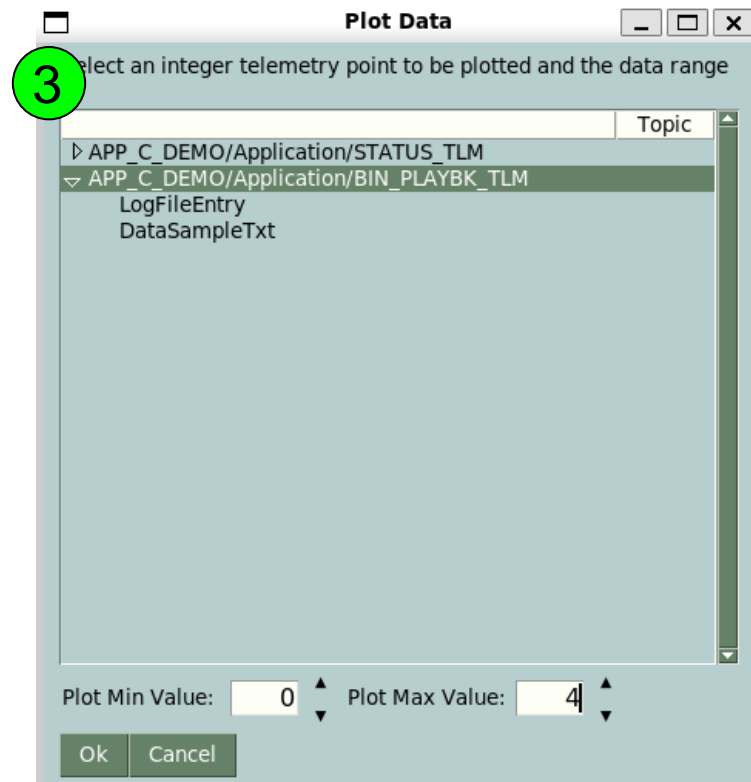 Plot Data
3
elect an integer telemetry point to be plotted and the data range
Topic
APP_C_DEMO/Application/STATUS_TLM
APP_C_DEMO/Application/BIN_PLAYBK_TLM
LogFileEntry
DataSampleTxt
Plot Min Value: 0 Plot Max Value: 4
Ok Cancel